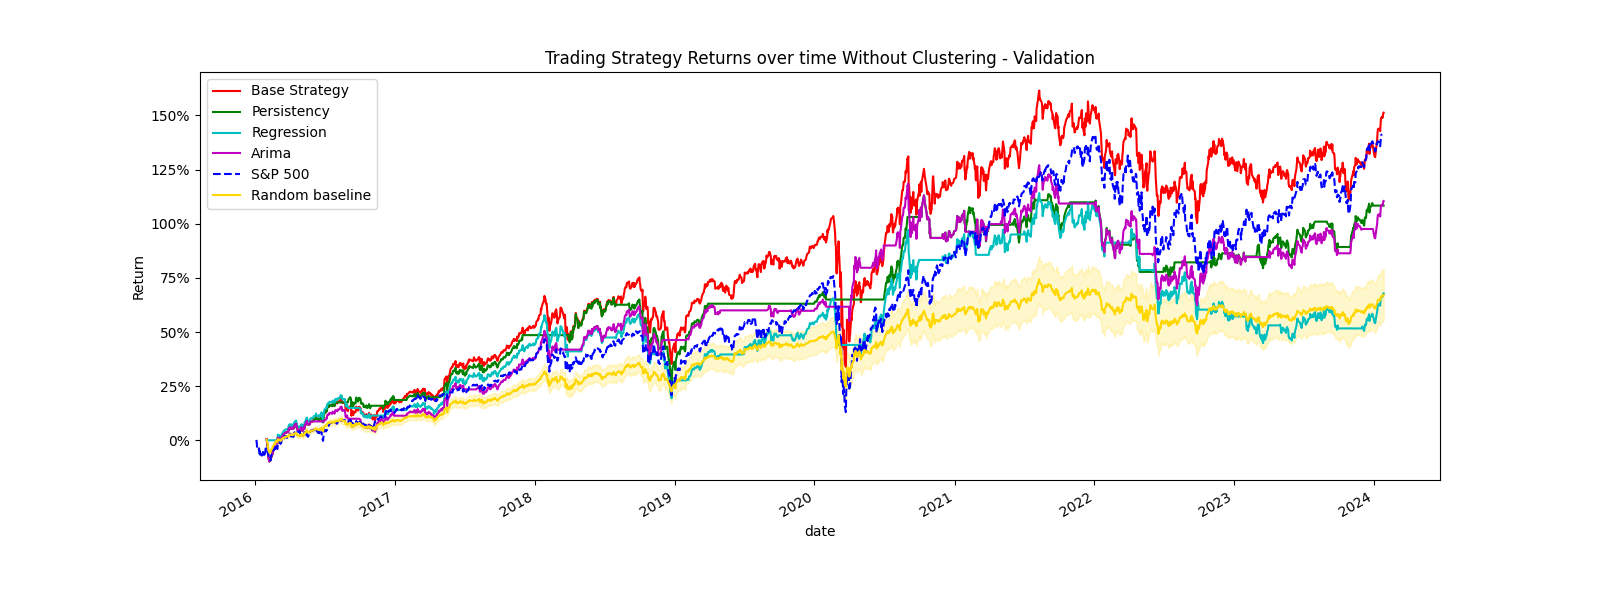 Trading Strategy Returns over time Without Clustering - Validation
Base Strategy
Persistency
Regression
Arima
S&P 500
Random baseline
150%
125%
100%
75%
50%
25%
0%
Return
2016
2017
2018
2019
2020
2021
2022
2023
2024
date